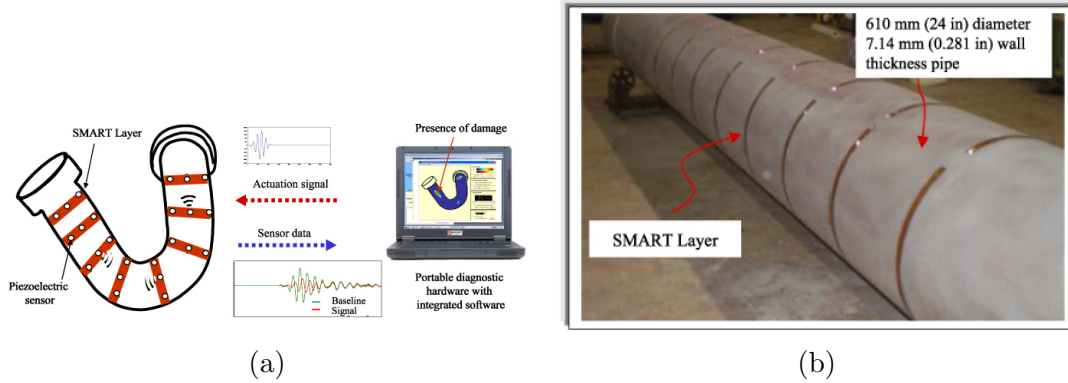 SMART Layer
Piezoelectric
sensor
Actuation signal
Sensor data
Baseline
Signal
Presence of damage
Portable diagnostic
hardware with
integrated software
(a)
610 mm (24 in) diameter
7.14 mm (0.281 in) wall
thickness pipe
SMART Layer
(b)